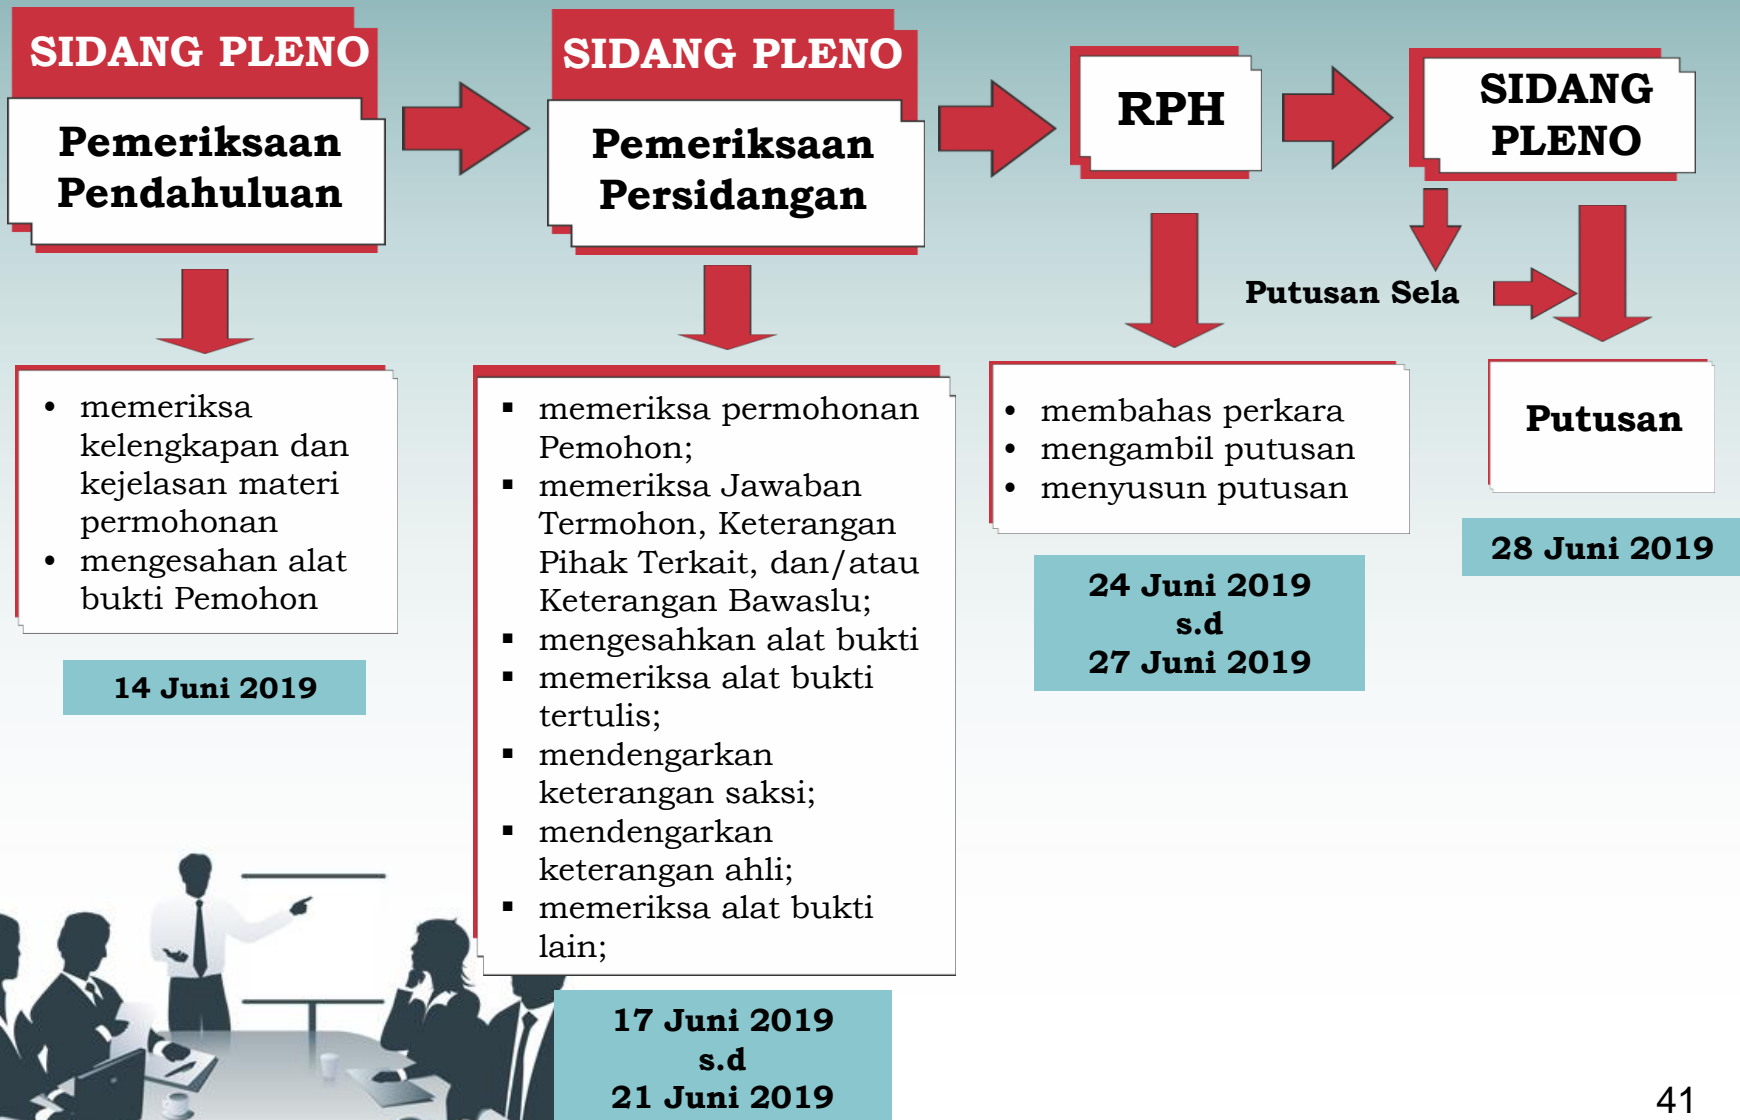 SIDANG PLENO
Pemeriksaan
Pendahuluan
• memeriksa
kelengkapan dan
kejelasan materi
permohonan
• mengesahan alat
bukti Pemohon
14 Juni 2019
SIDANG PLENO
Pemeriksaan
Persidangan
▪ memeriksa permohonan
Pemohon;
▪ memeriksa Jawaban
Termohon, Keterangan
Pihak Terkait, dan/atau
Keterangan Bawaslu;
▪ mengesahkan alat bukti
▪ memeriksa alat bukti
tertulis;
▪ mendengarkan
keterangan saksi;
▪ mendengarkan
keterangan ahli;
▪ memeriksa alat bukti
lain;
17 Juni 2019
s.d
21 Juni 2019
RPH
• membahas perkara
• mengambil putusan
• menyusun putusan
24 Juni 2019
s.d
27 Juni 2019
SIDANG
PLENO
Putusan Sela
Putusan
28 Juni 2019
41